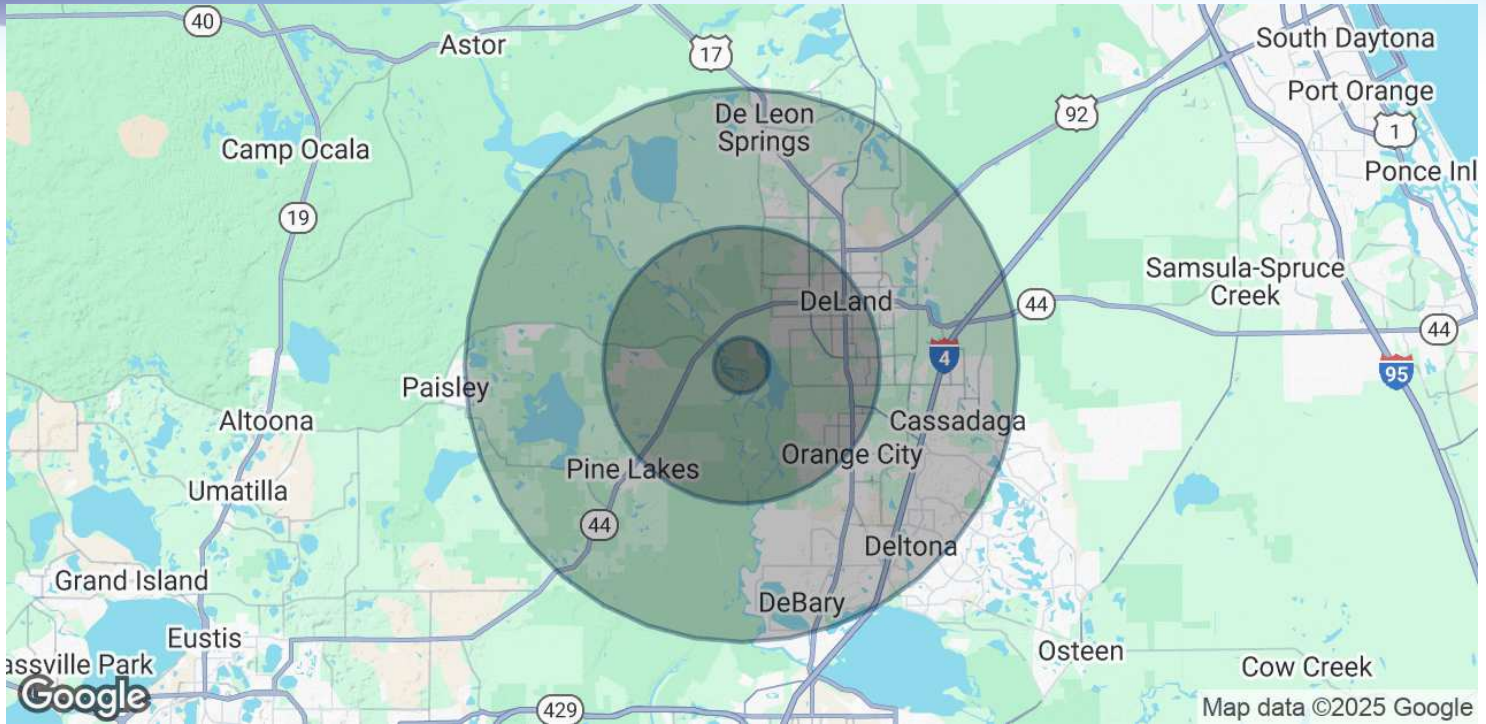 40
Astor
17
South Daytona
De Leon
Springs
92
Port Orange
1
Camp Ocala
Ponce Inl
19
Samsula-Spruce
Creek
DeLand
44
44
4
95
Paisley
Altoona
Cassadaga
Orange City
Pine Lakes
Umatilla
44
Deltona
Grand Island
DeBary
Eustis
Osteen
assville Park
Cow Creek
Google
429
Map data ©2025 Google